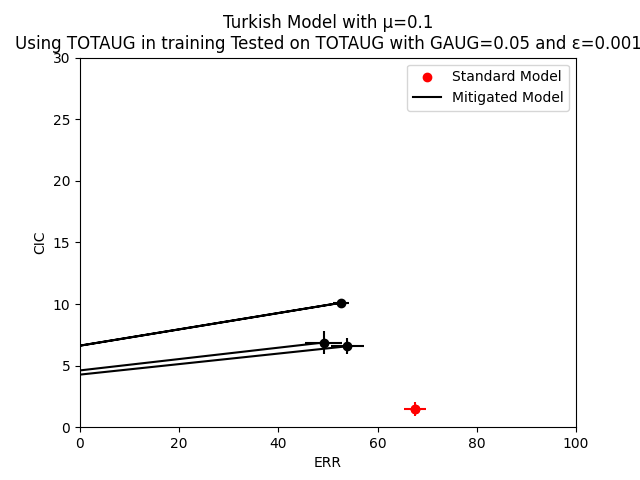 Turkish Model with μ=0.1
Using TOTAUG in training Tested on TOTAUG with GAUG=0.05 and ε=0.001
30
25
20
15
10
5
0
CIC
Standard Model
Mitigated Model
0 20 40 60 80 100
ERR